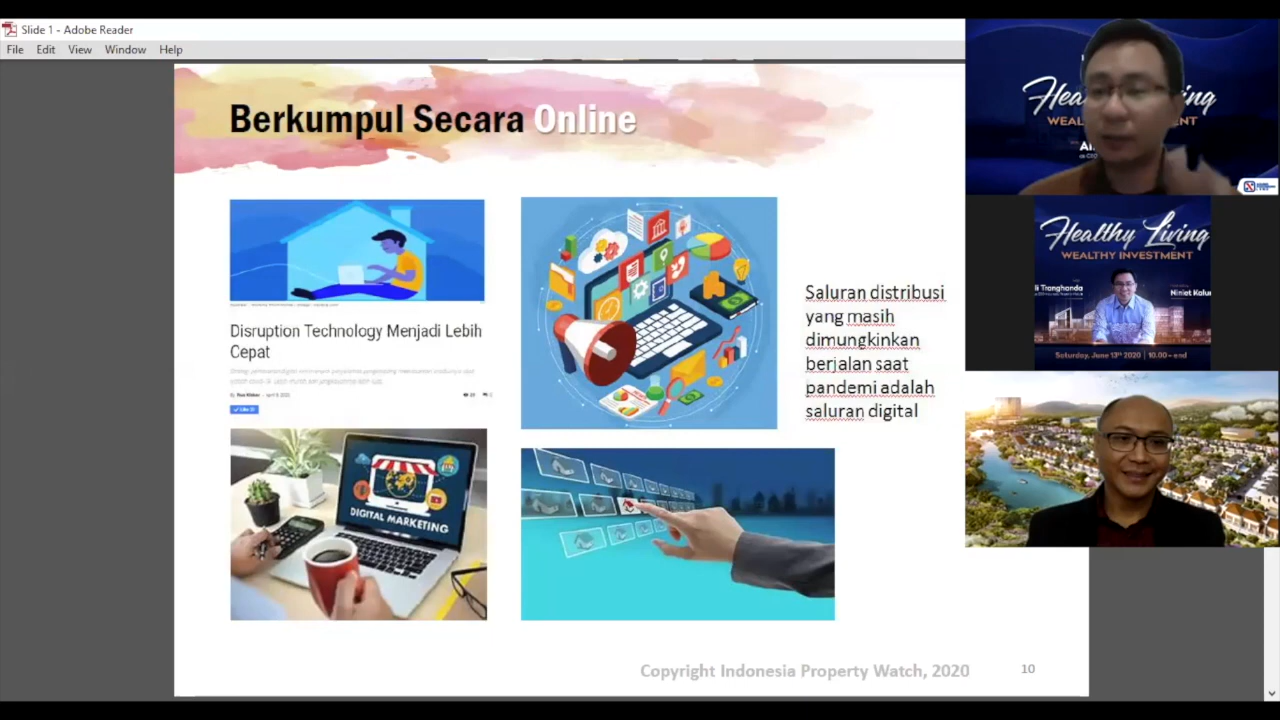 Slide 1 - Adobe Reader
File Edit View Window Help
Berkumpul Secara Online
Disruption Technology Menjadi Lebih
Cepat
Like
DIGITAL MARKETING
Saluran distribusi
yang masih
dimungkinkan
berjalan saat
pandemi adalah
saluran digital
Copyright Indonesia Property Watch, 2020
10
Healthy Living
WEALTHY INVESTMENT
Saturday, June 13th 2020 | 10.00 - end